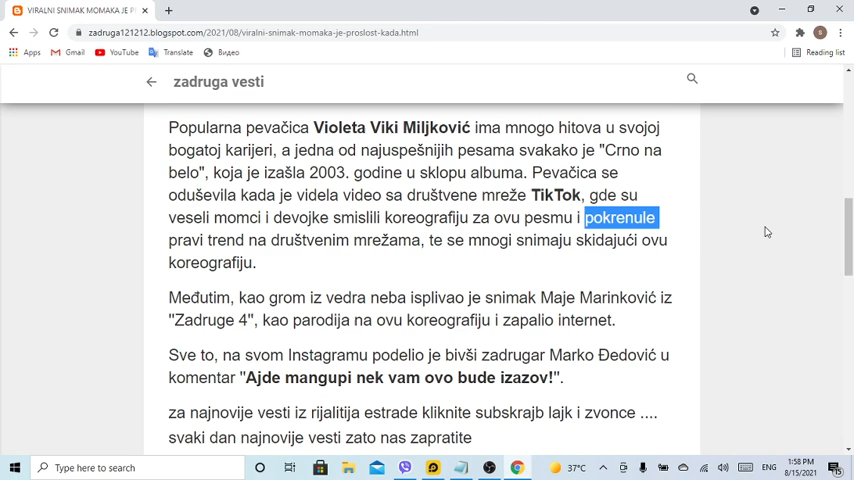 VIRALNI SNIMAK MOMAKA JE P
zadruga121212.blogspot.com/2021/08/viralni-snimak-momaka-je-proslost-kada.html
Apps Gmail YouTube Translate Видео Reading list
zadruga vesti
Popularna pevačica Violeta Viki Miljković ima mnogo hitova u svojoj
bogatoj karijeri, a jedna od najuspešnijih pesama svakako je "Crno na
belo", koja je izašla 2003. godine u sklopu albuma. Pevačica se
oduševila kada je videla video sa društvene mreže TikTok, gde su
veseli momci i devojke smislili koreografiju za ovu pesmu i pokrenule
pravi trend na društvenim mrežama, te se mnogi snimaju skidajući ovu
koreografiju.
Međutim, kao grom iz vedra neba isplivao je snimak Maje Marinković iz
"Zadruge 4", kao parodija na ovu koreografiju i zapalio internet.
Sve to, na svom Instagramu podelio je bivši zadrugar Marko Đedović u
komentar "Ajde mangupi nek vam ovo bude izazov!".
za najnovije vesti iz rijalitija estrade kliknite subskrajb lajk i zvonce ....
svaki dan najnovije vesti zato nas zapratite
Type here to search 37°C ENG 1:58 PM
8/15/2021 15